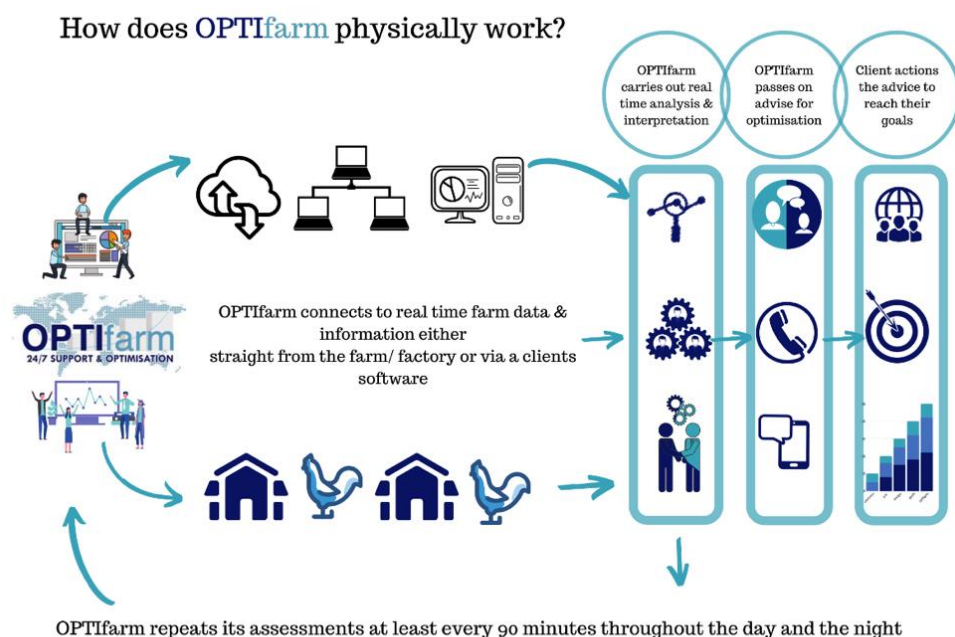 How does OPTIfarm physically work?
OPTIfarm
carries out real
time analysis &
interpretation
OPTIfarm
passes on
advise for
optimisation
Client actions
the advice to
reach their
goals
OPTIfarm
24/7 SUPPORT & OPTIMISATION
OPTIfarm connects to real time farm data &
information either
straight from the farm/ factory or via a clients
software
OPTIfarm repeats its assessments at least every 90 minutes throughout the day and the night